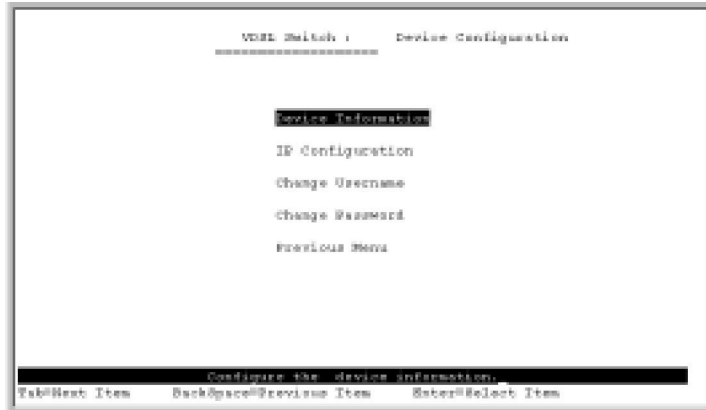 VDSL Switch : Device Configuration
====================
Device Information
IP Configuration
Change Username
Change Password
Previous Menu
Configure the device information.
Tab=Next Item BackSpace=Previous Item Enter=Select Item